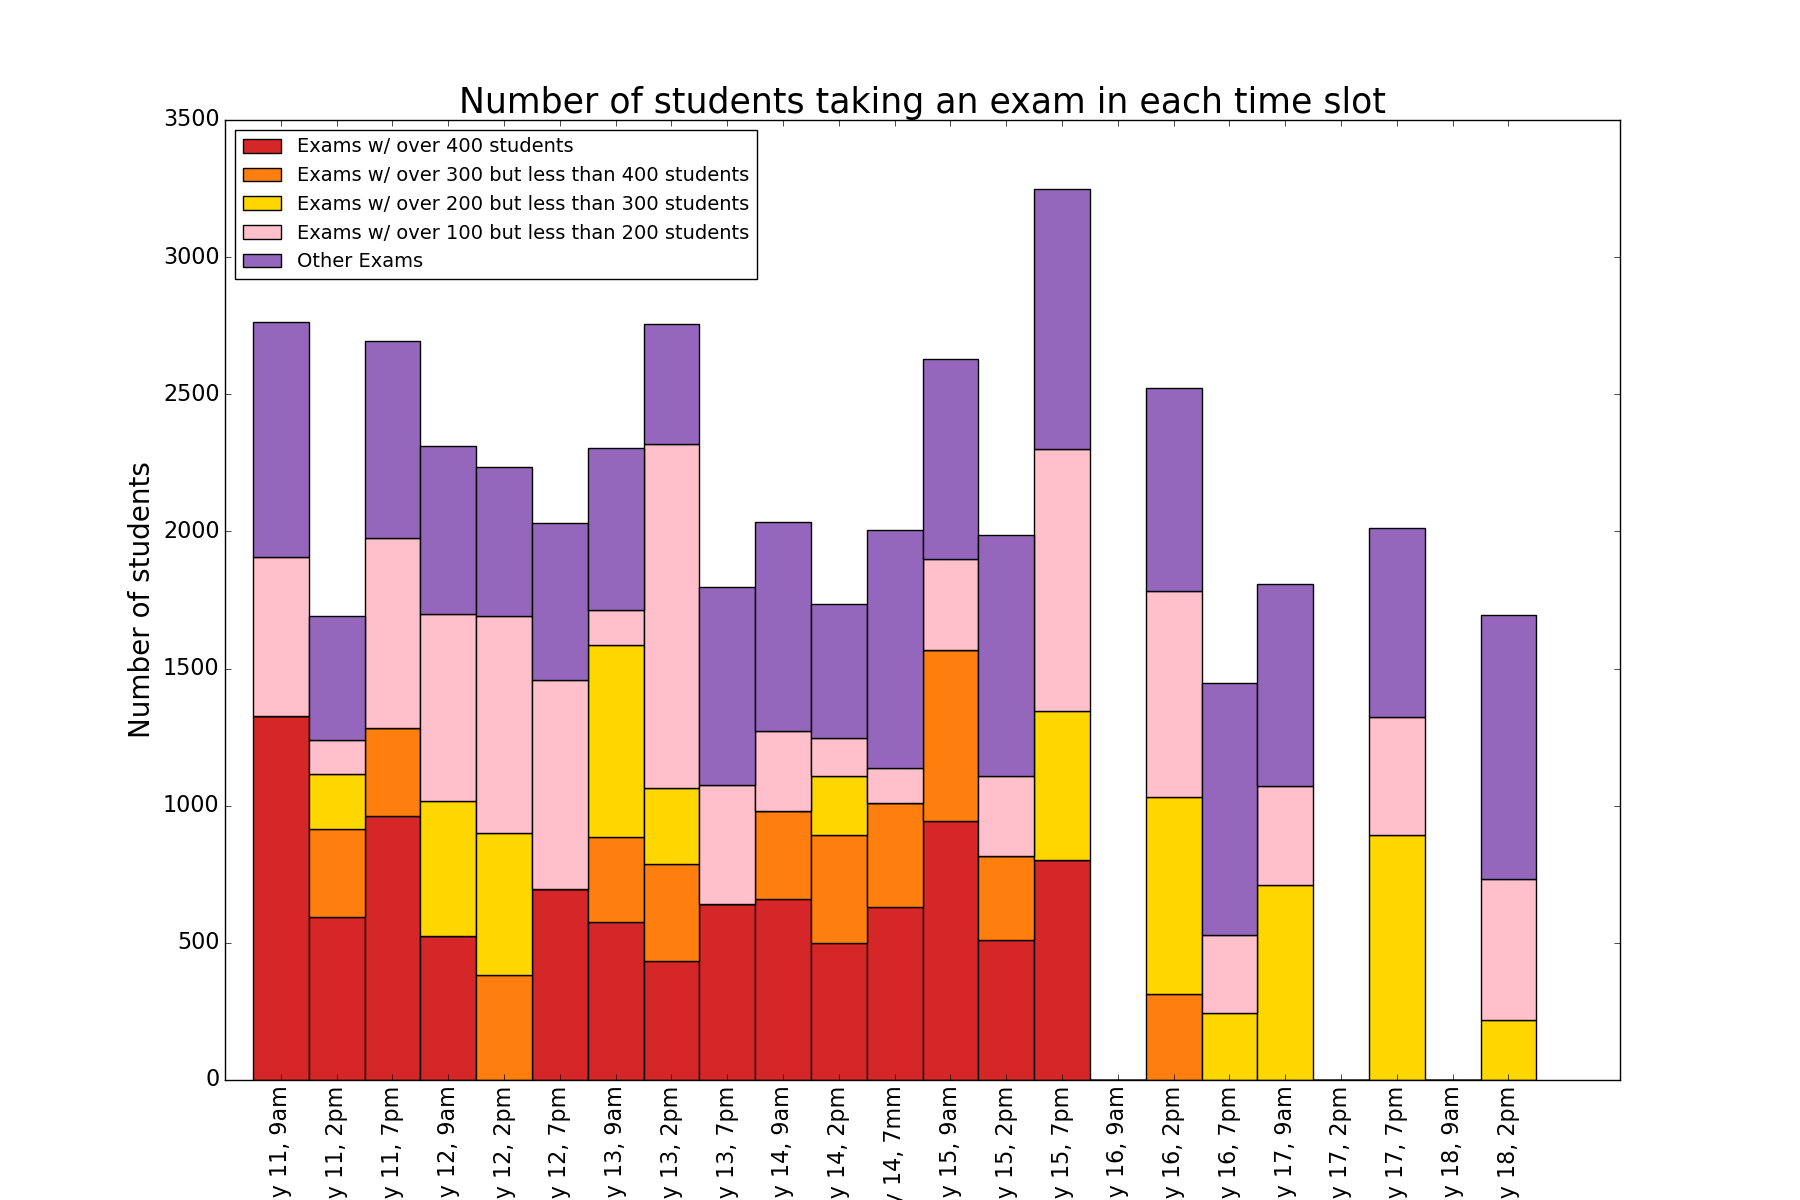 Number of students taking an exam in each time slot
3500
3000
2500
2000
1500
1000
500
0
Number of students
Exams w/ over 400 students
Exams w/ over 300 but less than 400 students
Exams w/ over 200 but less than 300 students
Exams w/ over 100 but less than 200 students
Other Exams
y 11, 9am
y 11, 2pm
y 11, 7pm
y 12, 9am
y 12, 2pm
y 12, 7pm
y 13, 9am
y 13, 2pm
y 13, 7pm
y 14, 9am
y 14, 2pm
y 14, 7mm
y 15, 9am
y 15, 2pm
y 15, 7pm
y 16, 9am
y 16, 2pm
y 16, 7pm
y 17, 9am
y 17, 2pm
y 17, 7pm
y 18, 9am
y 18, 2pm